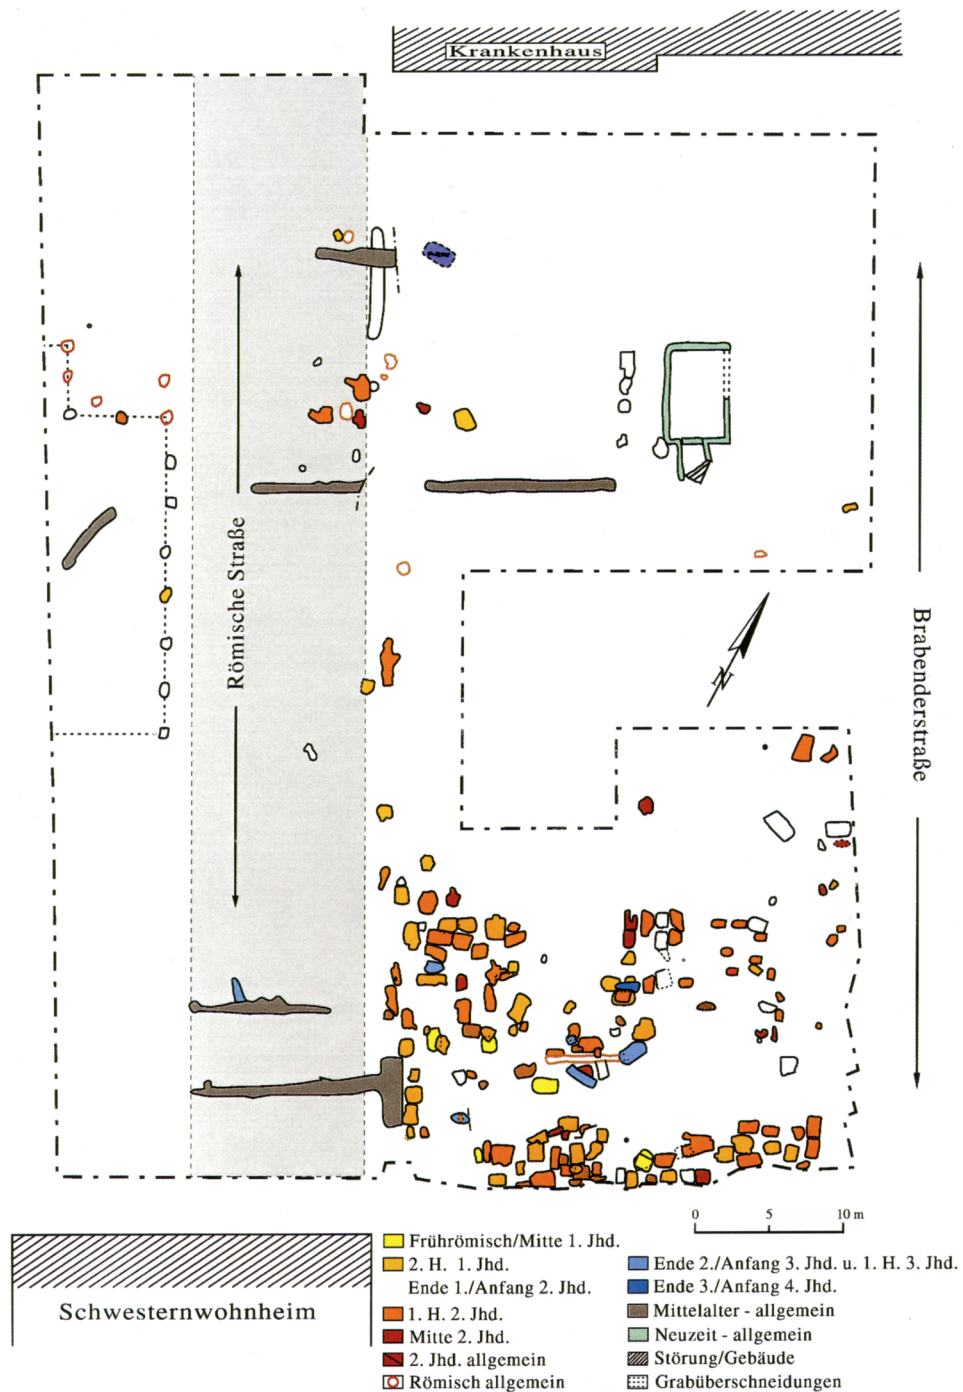 Krankenhaus
Römische Straße
Brabenderstraße
N
0 5 10 m
Schwesternwohnheim
Frührömisch/Mitte 1. Jhd.
2. H. 1. Jhd.
Ende 1./Anfang 2. Jhd.
1. H. 2. Jhd.
Mitte 2. Jhd.
2. Jhd. allgemein
Römisch allgemein
Ende 2./Anfang 3. Jhd. u. 1. H. 3. Jhd.
Ende 3./Anfang 4. Jhd.
Mittelalter - allgemein
Neuzeit - allgemein
Störung/Gebäude
Grabüberschneidungen